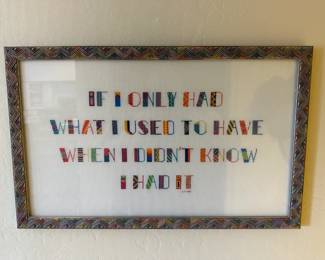 IF I ONLY HAD
WHAT I USED TO HAVE
WHEN I DIDN'T KNOW
I HAD IT